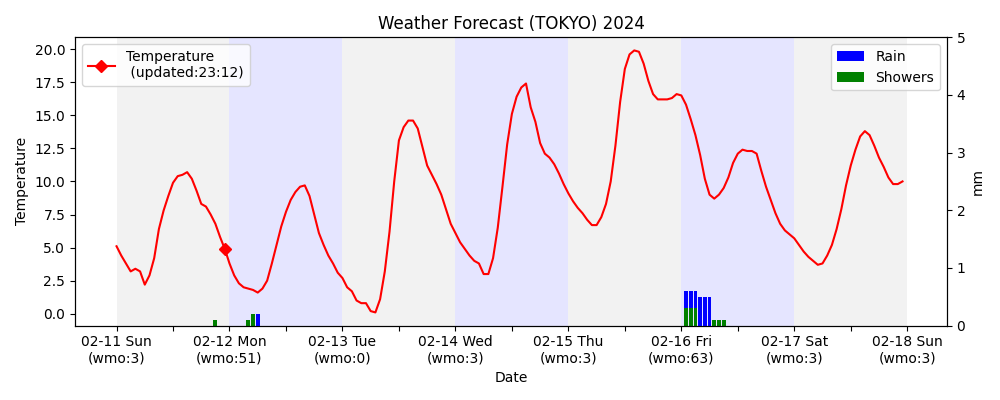 Weather Forecast (TOKYO) 2024
Temperature
(updated:23:12)
Rain
Showers
20.0
17.5
15.0
12.5
10.0
7.5
5.0
2.5
0.0
Temperature
5
4
3
2
1
0
mm
02-11 Sun 02-12 Mon 02-13 Tue 02-14 Wed 02-15 Thu 02-16 Fri 02-17 Sat 02-18 Sun
(wmo:3) (wmo:51) (wmo:0) (wmo:3) (wmo:3) (wmo:63) (wmo:3) (wmo:3)
Date